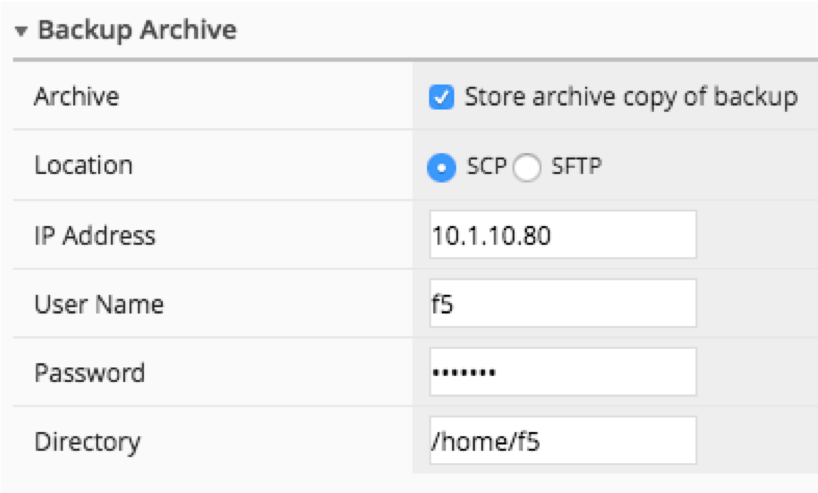 Backup Archive
Archive Store archive copy of backup
Location SCP SFTP
IP Address 10.1.10.80
User Name f5
Password •••••••
Directory /home/f5